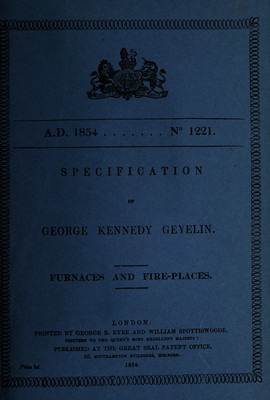 A.D. 1854 . . . . . . . Nº 1221.
SPECIFICATION
OF
GEORGE KENNEDY GEYELIN.
FURNACES AND FIRE-PLACES.
LONDON:
PRINTED BY GEORGE E. EYRE AND WILLIAM SPOTTISWOODE,
PRINTERS TO THE QUEEN'S MOST EXCELLENT MAJESTY:
PUBLISHED AT THE GREAT SEAL PATENT OFFICE,
25, SOUTHAMPTON BUILDINGS, HOLBORN.
Price
1854.